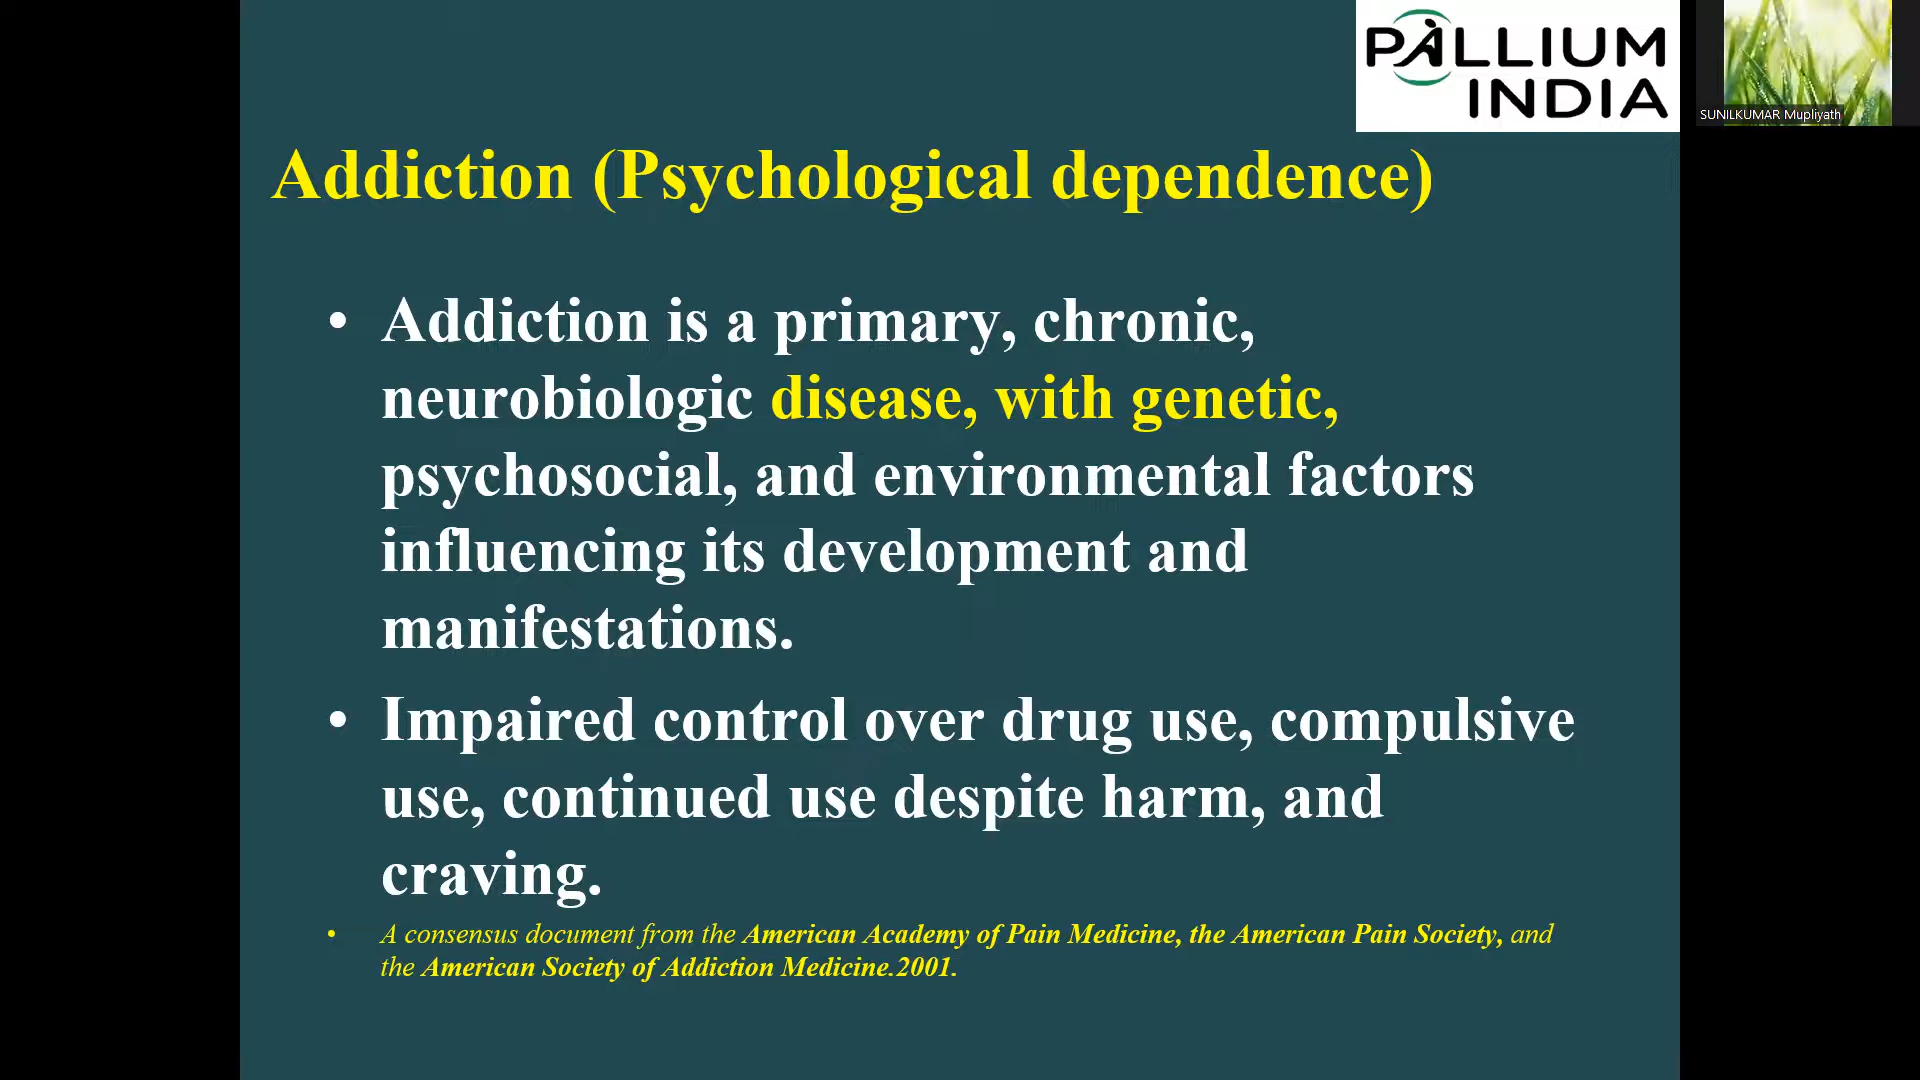 PALLIUM
INDIA
SUNILKUMAR Mupliyath
Addiction (Psychological dependence)
• Addiction is a primary, chronic,
neurobiologic disease, with genetic,
psychosocial, and environmental factors
influencing its development and
manifestations.
• Impaired control over drug use, compulsive
use, continued use despite harm, and
craving.
• A consensus document from the American Academy of Pain Medicine, the American Pain Society, and
the American Society of Addiction Medicine.2001.